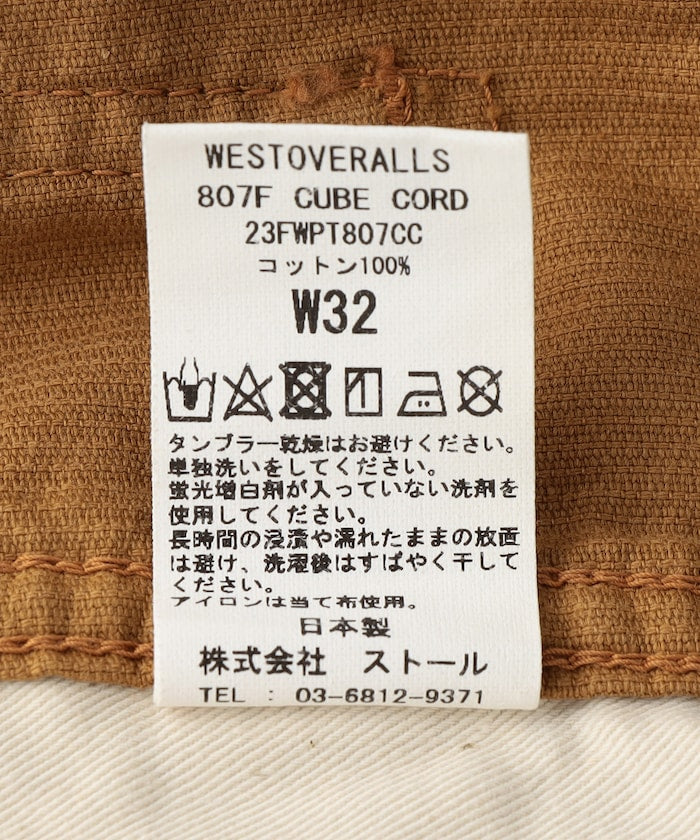 WESTOVERALLS
807F CUBE CORD
23FWPT807CC
コットン100%
W32
タンブラー乾燥はお避けください。
単独洗いをしてください。
蛍光増白剤が入っていない洗剤を
使用してください。
長時間の浸漬や濡れたままの放置
は避け、洗濯後はすばやく干して
ください。
アイロンは当て布使用。
日本製
株式会社 ストール
TEL : 03-6812-9371